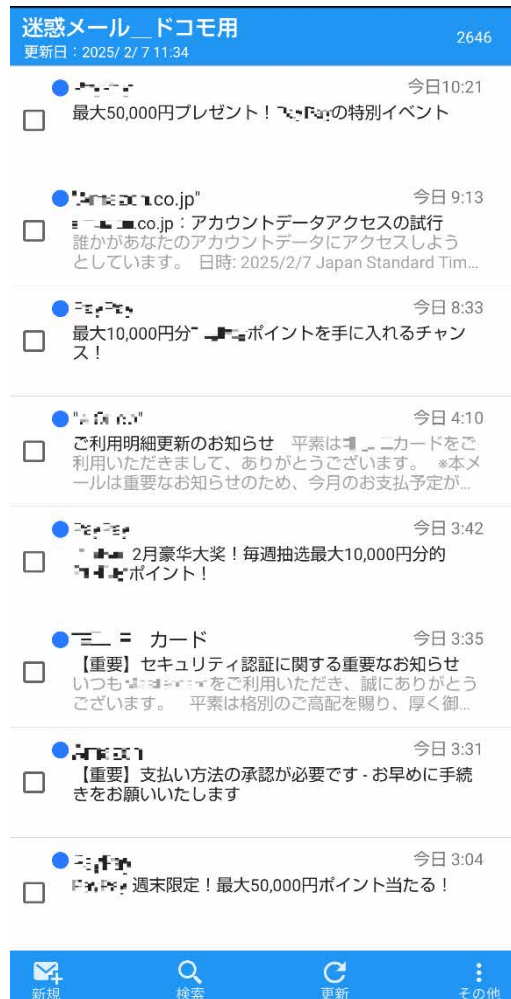 迷惑メール__ドコモ用
2646
更新日：2025/ 2/ 7 11:34
今日10:21
最大50,000円プレゼント！の特別イベント
.co.jp"
今日 9:13
.co.jp：アカウントデータアクセスの試行
誰かがあなたのアカウントデータにアクセスしよう
としています。 日時: 2025/2/7 Japan Standard Tim...
今日 8:33
最大10,000円分ポイントを手に入れるチャン
ス！
今日 4:10
ご利用明細更新のお知らせ 平素はカードをご
利用いただきまして、ありがとうございます。 *本メ
ールは重要なお知らせのため、今月のお支払予定が...
今日 3:42
2月豪华大奖！毎週抽选最大10,000円分的
ポイント！
カード
今日 3:35
【重要】セキュリティ認証に関する重要なお知らせ
いつもをご利用いただき、誠にありがとう
ございます。 平素は格別のご高配を賜り、厚く御...
今日 3:31
【重要】支払い方法の承認が必要です - お早めに手続
きをお願いいたします
今日 3:04
週末限定！最大50,000円ポイント当たる！
新規
検索
更新
その他